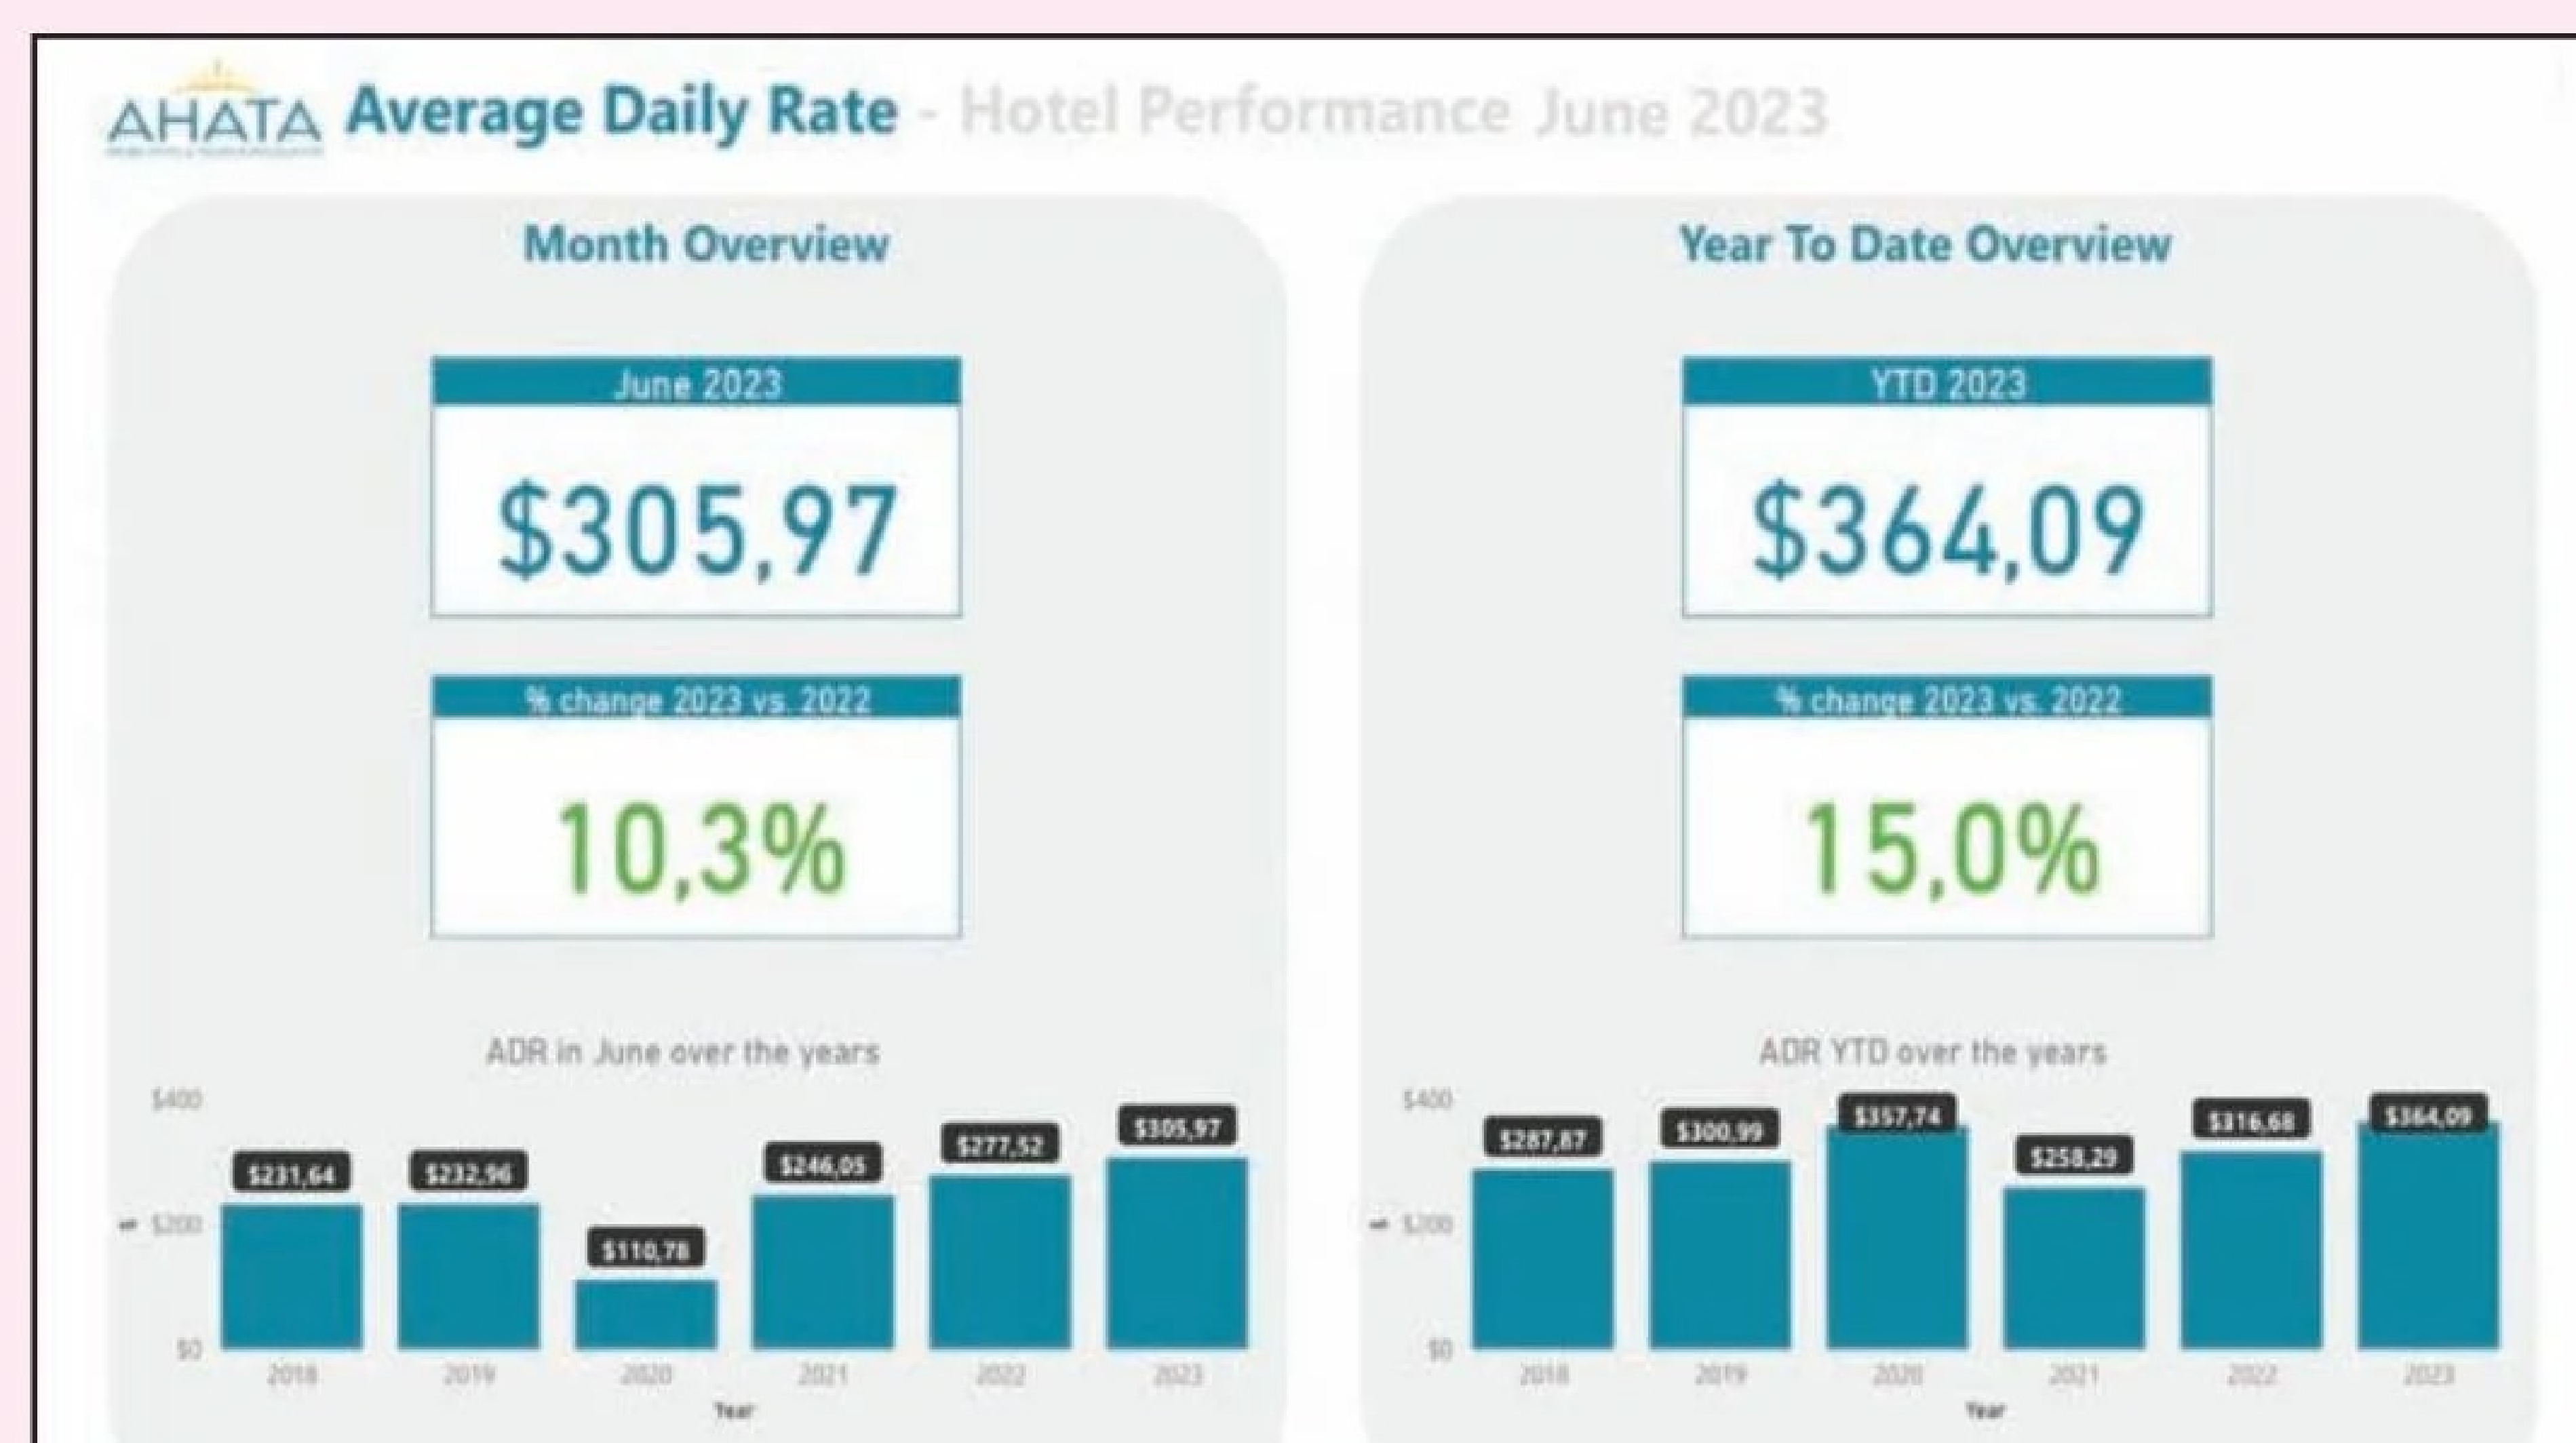 AHATA
Average Daily Rate - Hotel Performance June 2023
Month Overview
June 2023
$305,97
% change 2023 vs. 2022
10,3%
ADR in June over the years
$400
$200
$0
$231,64
$232,96
$110,78
$246,05
$277,52
$305,97
2018
2019
2020
2021
2022
2023
Year
Year To Date Overview
YTD 2023
$364,09
% change 2023 vs. 2022
15,0%
ADR YTD over the years
$400
$200
$0
$287,87
$300,99
$357,74
$258,29
$316,68
$364,09
2018
2019
2020
2021
2022
2023
Year